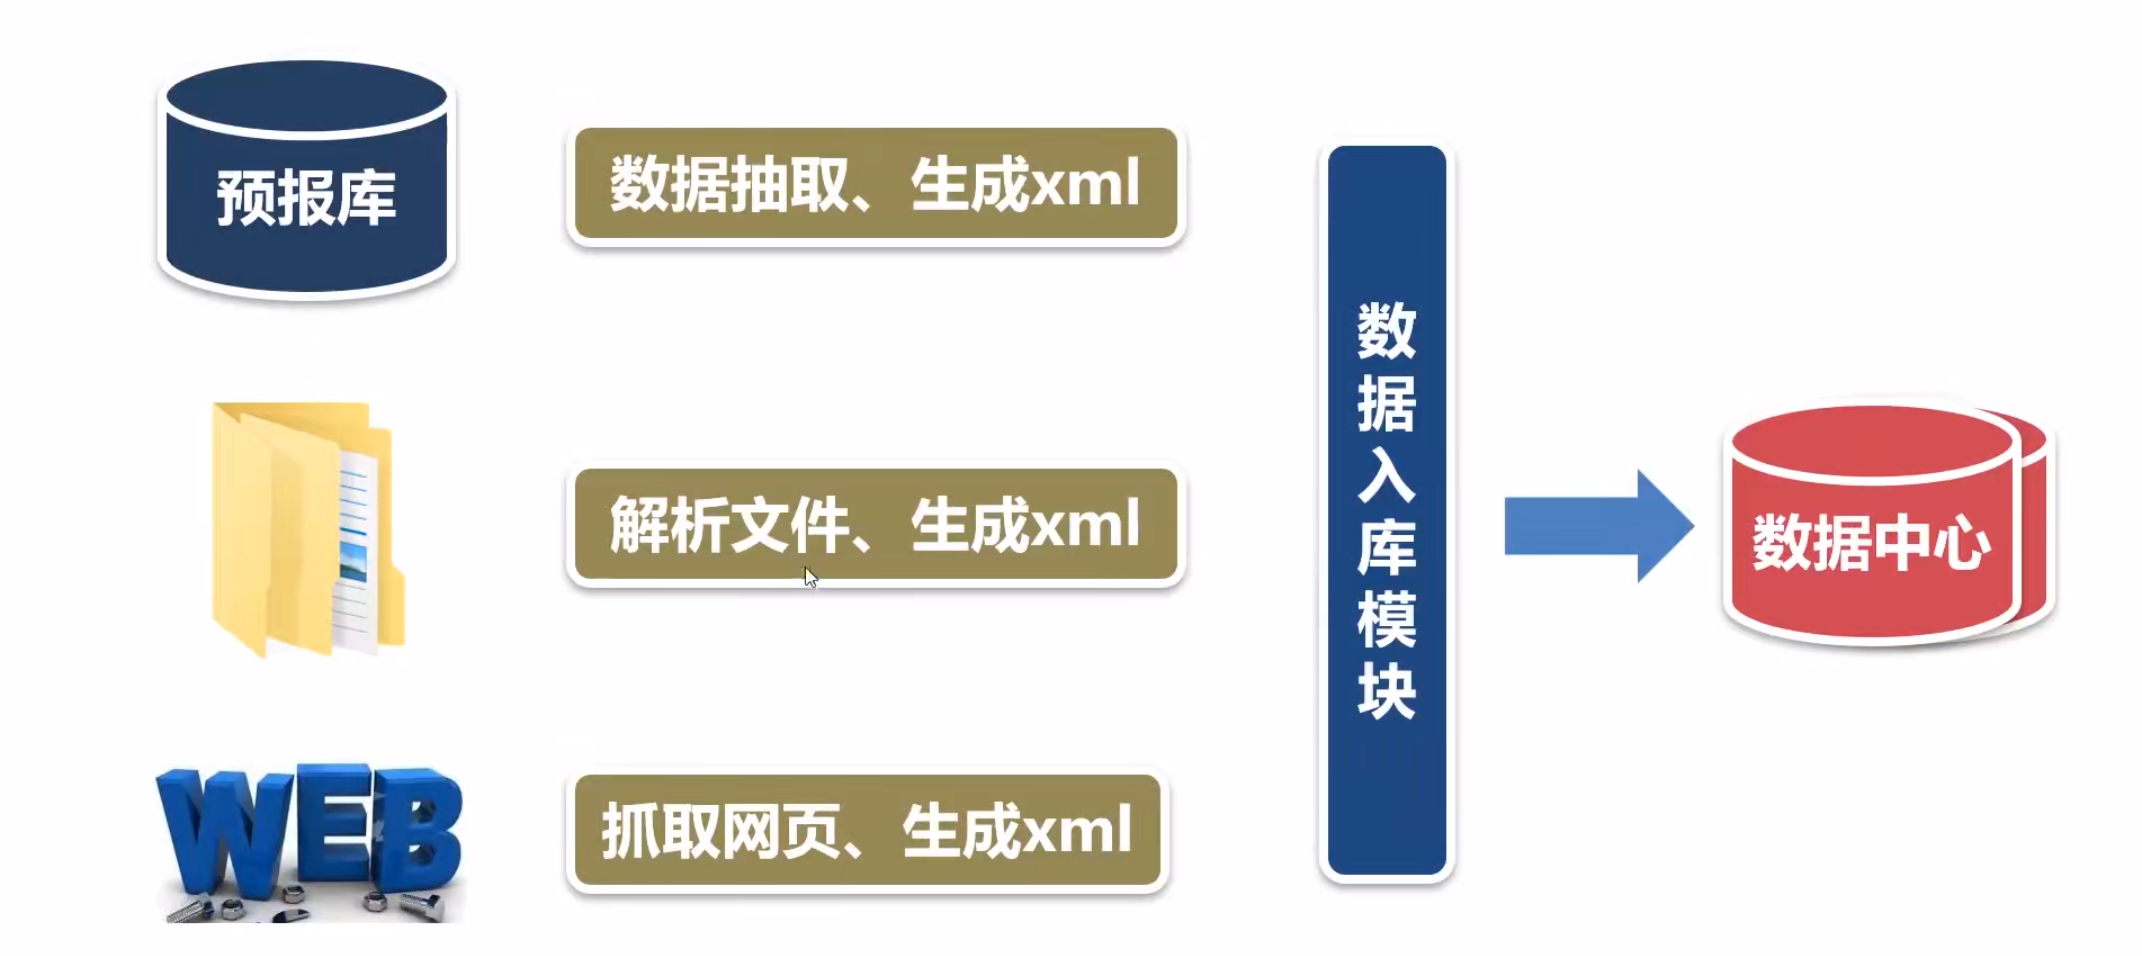 预报库
数据抽取、生成xml
解析文件、生成xml
WEB
抓取网页、生成xml
数据入库模块
数据中心